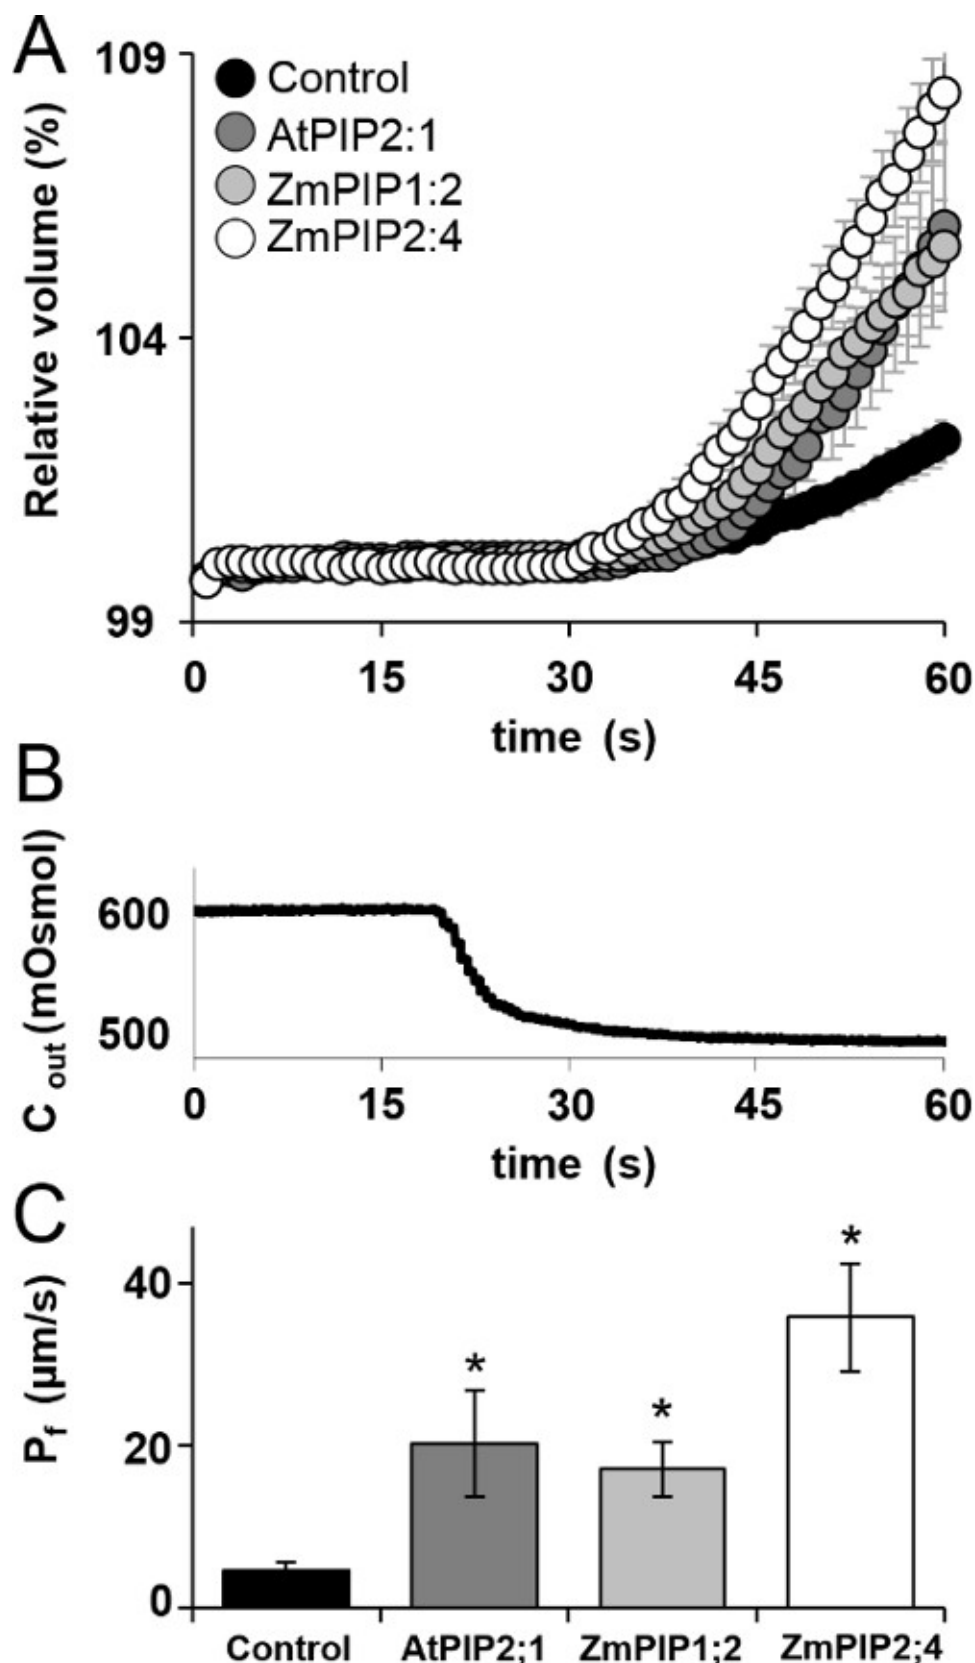 A
Relative volume (%)
109
104
99
Control
AtPIP2:1
ZmPIP1:2
ZmPIP2:4
0 15 30 45 60
time (s)
B
C out (mOsmol)
600
500
0 15 30 45 60
time (s)
C
Pf (µm/s)
40
20
0
* * *
Control AtPIP2;1 ZmPIP1;2 ZmPIP2;4